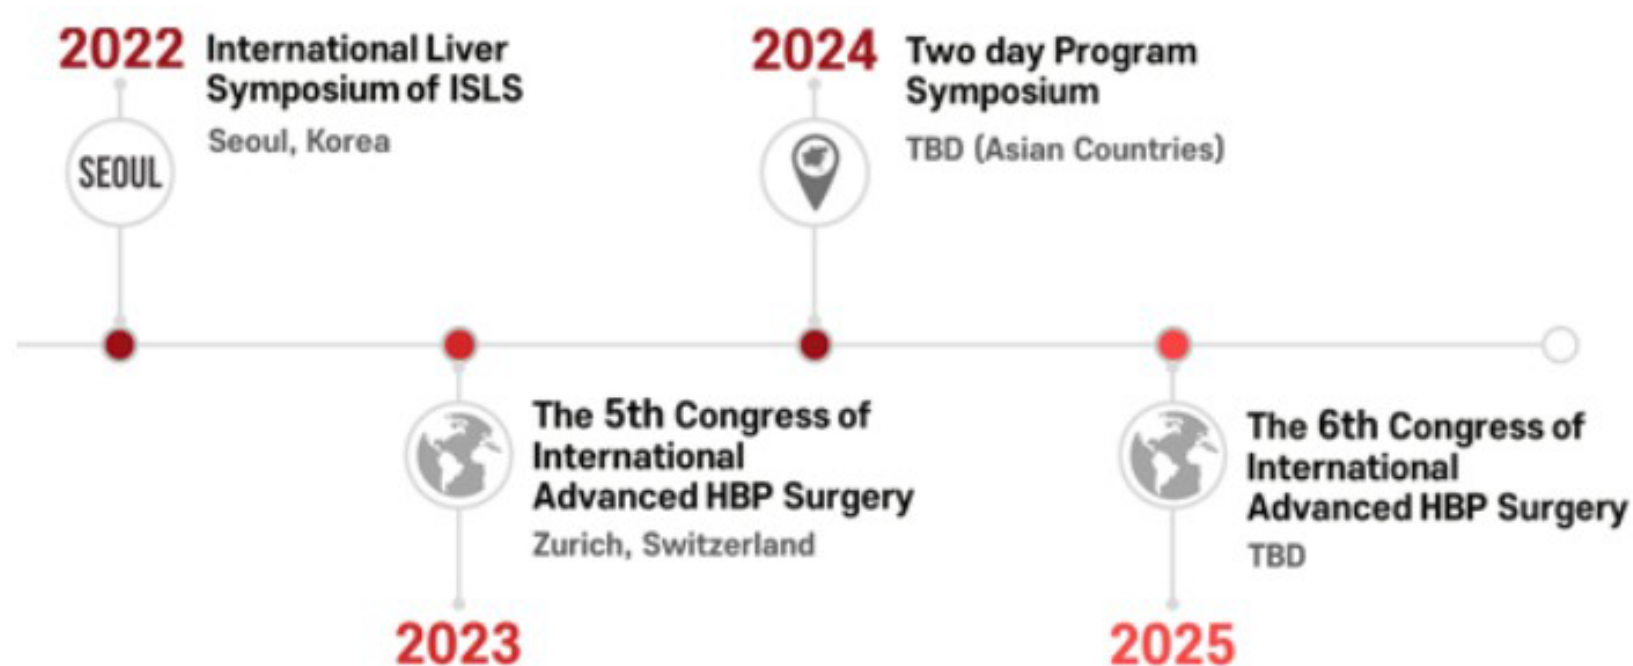 2022
International Liver
Symposium of ISLS
Seoul, Korea
SEOUL
2024
Two day Program
Symposium
TBD (Asian Countries)
The 5th Congress of
International
Advanced HBP Surgery
Zurich, Switzerland
2023
The 6th Congress of
International
Advanced HBP Surgery
TBD
2025